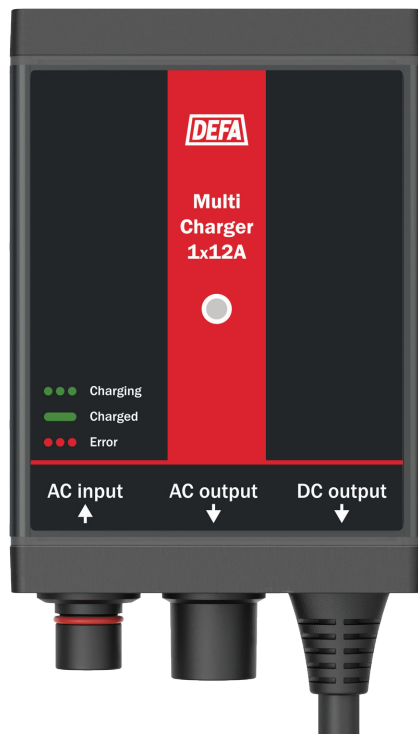 DEFA
Multi
Charger
1x12A
Charging
Charged
Error
AC input
AC output
DC output